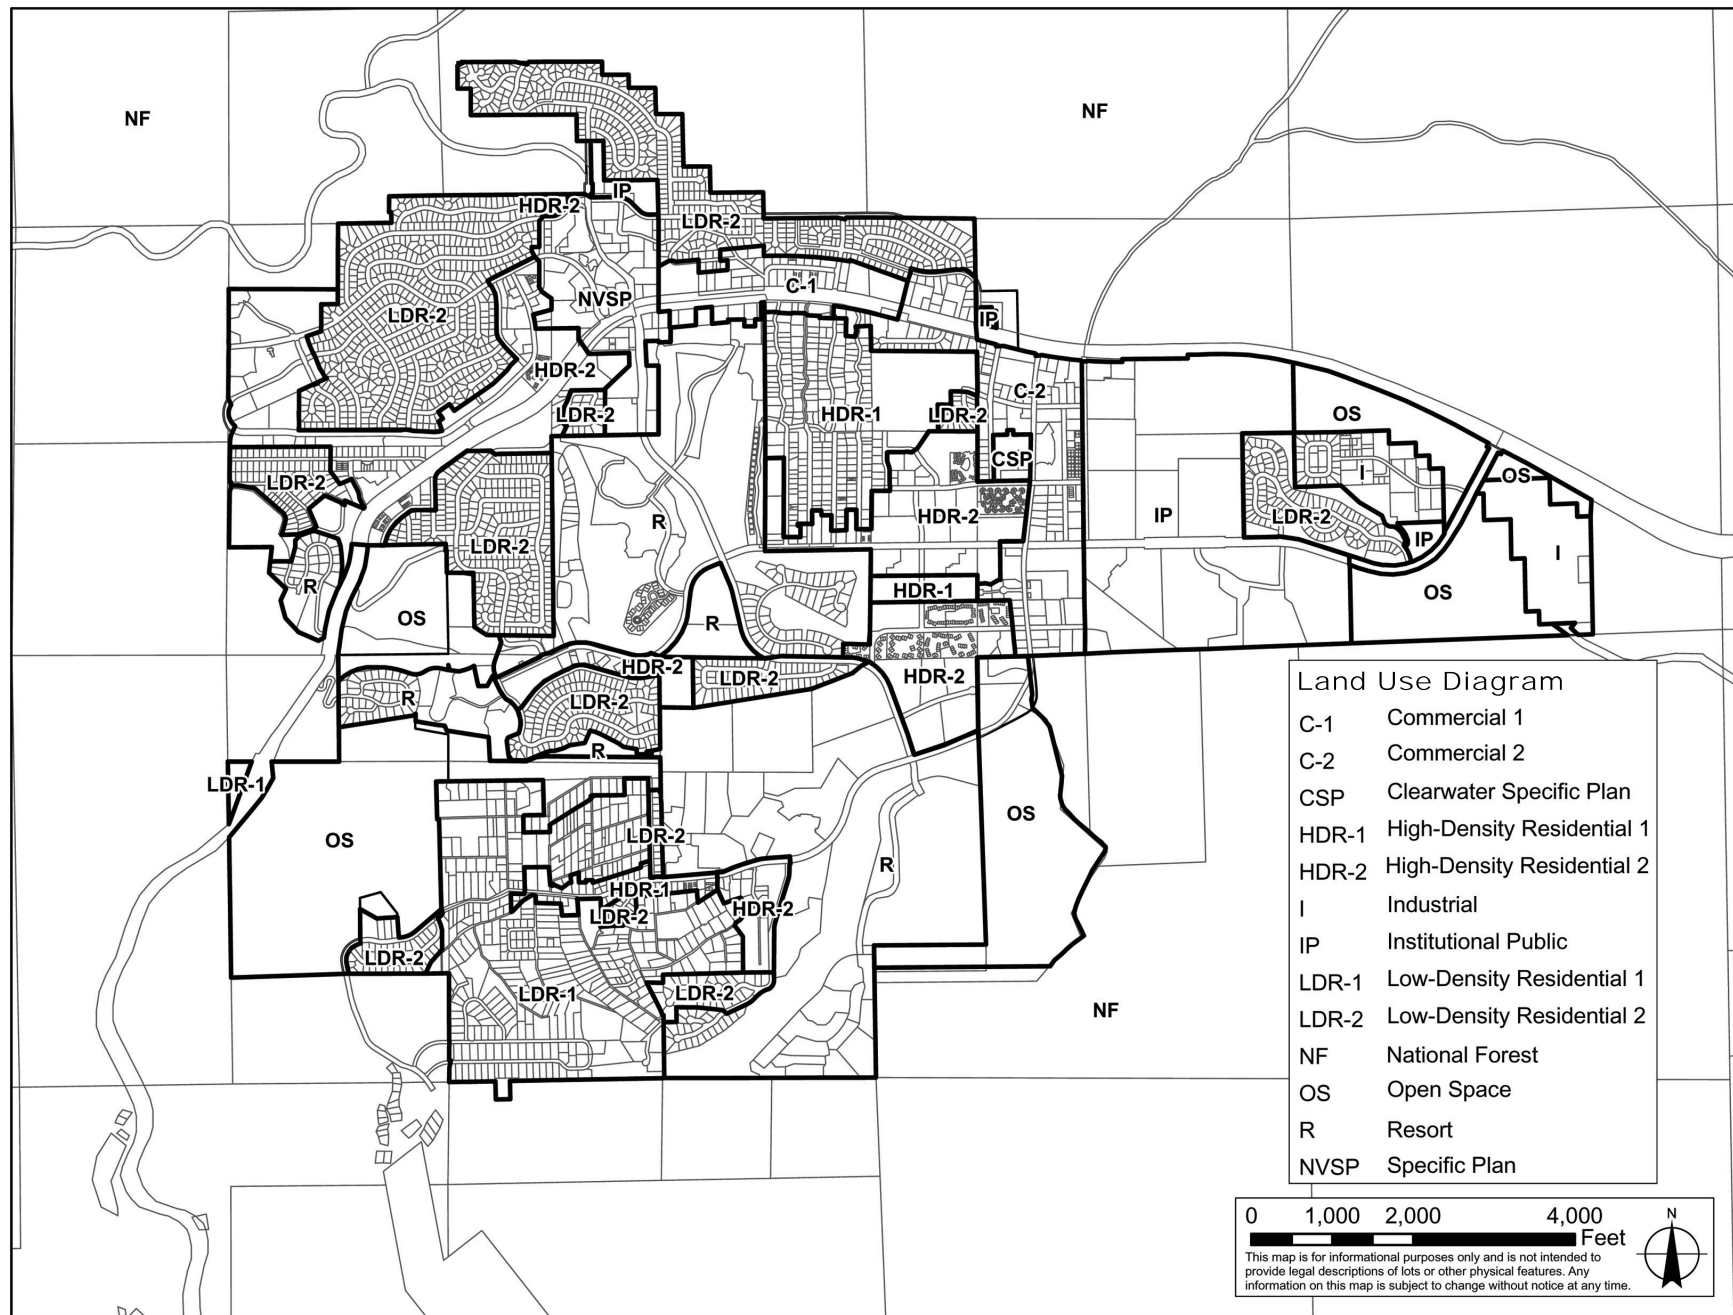 NF
NF
IP
HDR-2
LDR-2
C-1
NVSP
LDR-2
IP
HDR-2
C-2
LDR-2
HDR-1
LDR-2
OS
CSP
I
OS
LDR-2
R
HDR-2
IP
LDR-2
IP
LDR-2
I
R
HDR-1
OS
OS
R
HDR-2
LDR-2
HDR-2
R
LDR-2
R
LDR-1
OS
OS
LDR-2
R
HDR-1
LDR-2
HDR-2
LDR-2
LDR-1
LDR-2
NF
Land Use Diagram
C-1 Commercial 1
C-2 Commercial 2
CSP Clearwater Specific Plan
HDR-1 High-Density Residential 1
HDR-2 High-Density Residential 2
I Industrial
IP Institutional Public
LDR-1 Low-Density Residential 1
LDR-2 Low-Density Residential 2
NF National Forest
OS Open Space
R Resort
NVSP Specific Plan
0 1,000 2,000 4,000
Feet
N
This map is for informational purposes only and is not intended to
provide legal descriptions of lots or other physical features. Any
information on this map is subject to change without notice at any time.